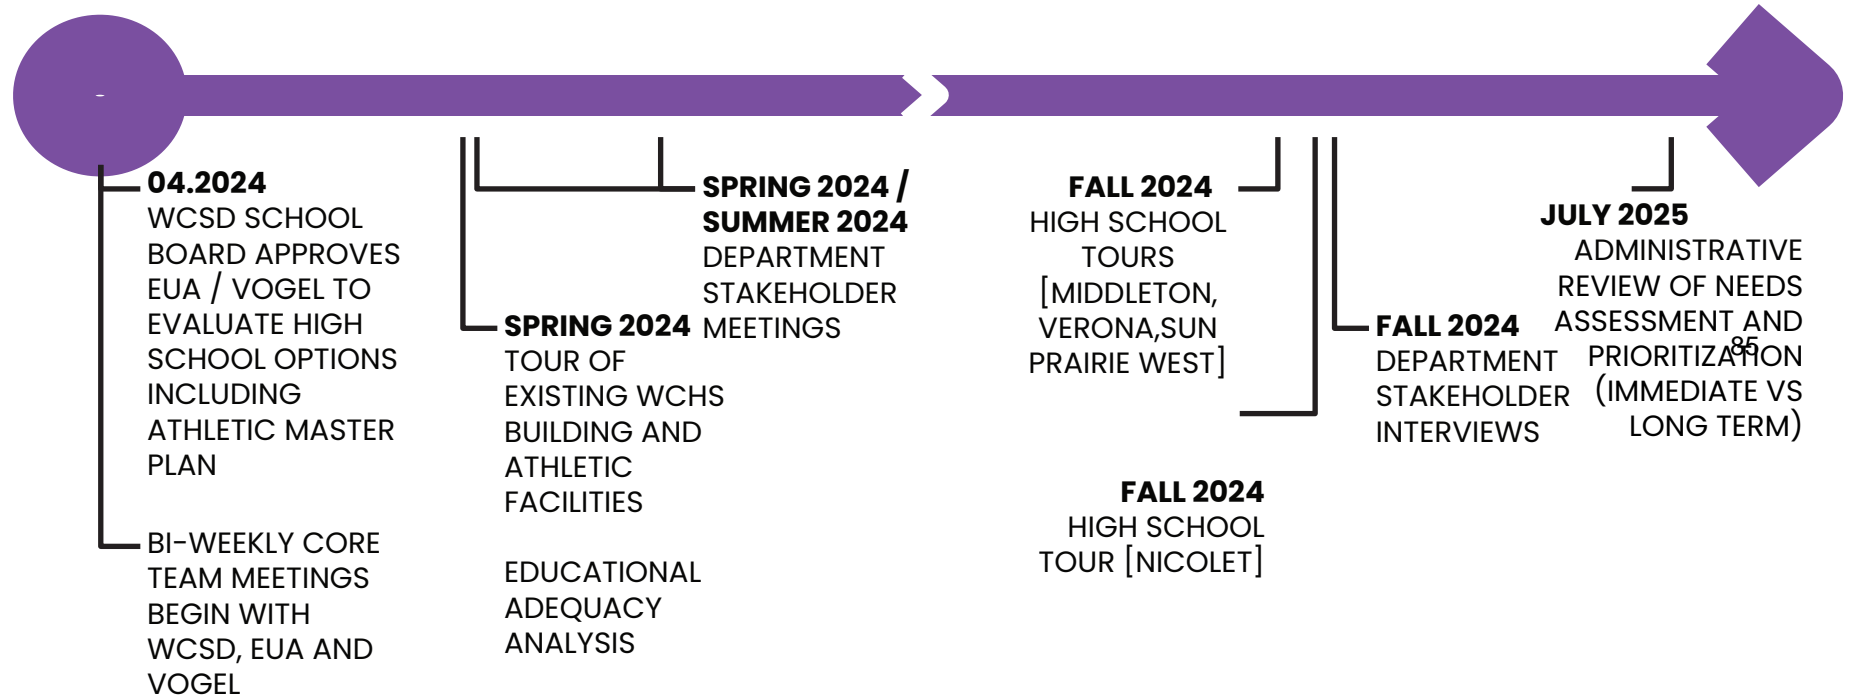 04.2024
WCSD SCHOOL
BOARD APPROVES
EUA / VOGEL TO
EVALUATE HIGH
SCHOOL OPTIONS
INCLUDING
ATHLETIC MASTER
PLAN
BI-WEEKLY CORE
TEAM MEETINGS
BEGIN WITH
WCSD, EUA AND
VOGEL
SPRING 2024
TOUR OF
EXISTING WCHS
BUILDING AND
ATHLETIC
FACILITIES
EDUCATIONAL
ADEQUACY
ANALYSIS
SPRING 2024 /
SUMMER 2024
DEPARTMENT
STAKEHOLDER
MEETINGS
FALL 2024
HIGH SCHOOL
TOURS
[MIDDLETON,
VERONA,SUN
PRAIRIE WEST]
FALL 2024
HIGH SCHOOL
TOUR [NICOLET]
FALL 2024
DEPARTMENT
STAKEHOLDER
INTERVIEWS
JULY 2025
ADMINISTRATIVE
REVIEW OF NEEDS
ASSESSMENT AND
PRIORITIZATION
(IMMEDIATE VS
LONG TERM)
85